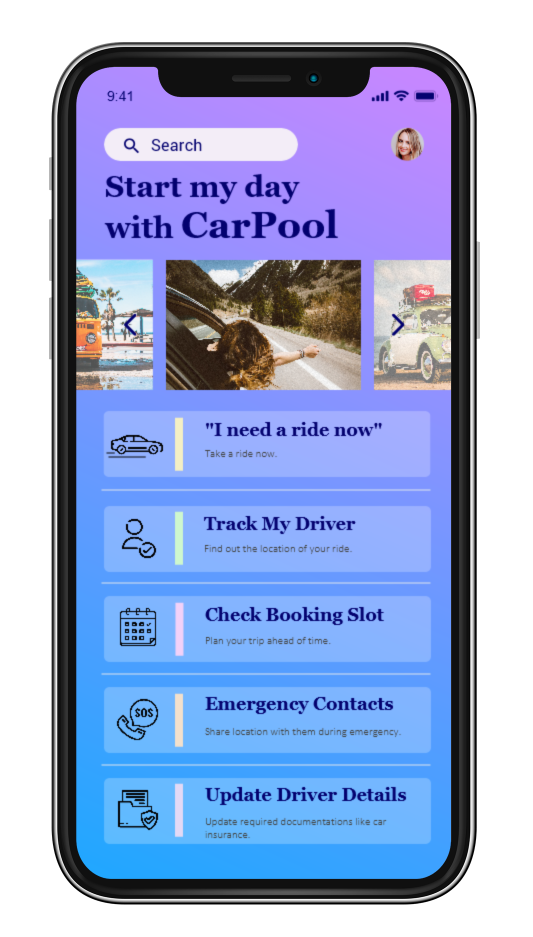 9:41
Search
Start my day
with CarPool
"I need a ride now"
Take a ride now.
Track My Driver
Find out the location of your ride.
Check Booking Slot
Plan your trip ahead of time.
SOS
Emergency Contacts
Share location with them during emergency.
Update Driver Details
Update required documentations like car
insurance.